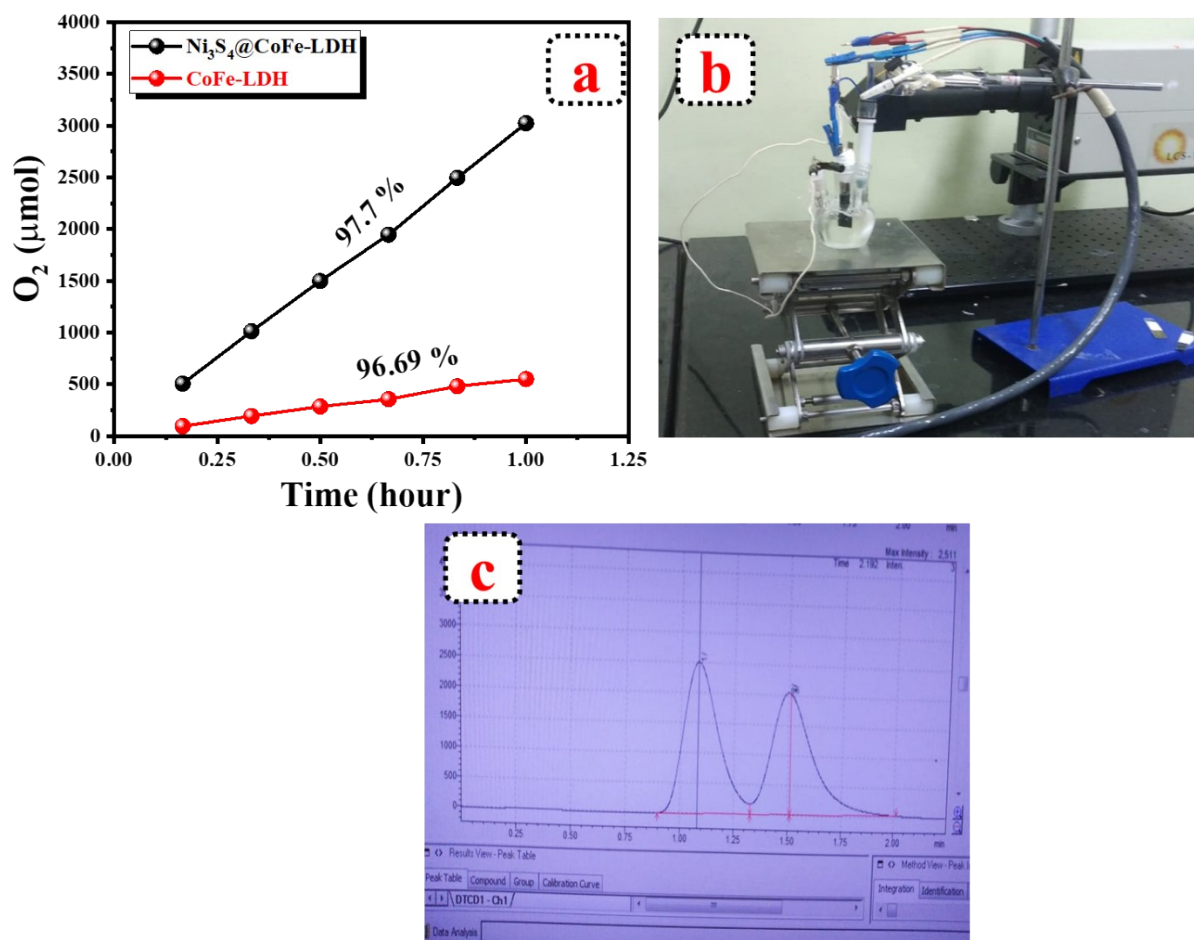 4000
3500
3000
2500
2000
1500
1000
500
0
O₂ (μmol)
Ni₃S₄@CoFe-LDH
CoFe-LDH
97.7 %
96.69 %
0.00 0.25 0.50 0.75 1.00 1.25
Time (hour)
a
b
c
2.00 min
Max Intensity : 2,511
Time 2.192 Inten.
3000
2500
2000
1500
1000
500
0
0.25 0.50 0.75 1.00 1.25 1.50 1.75 2.00 min
Results View - Peak Table
Peak Table Compound Group Calibration Curve
DTCD1 - Ch1
Data Analysis
Method View - Peak
Integration Identification